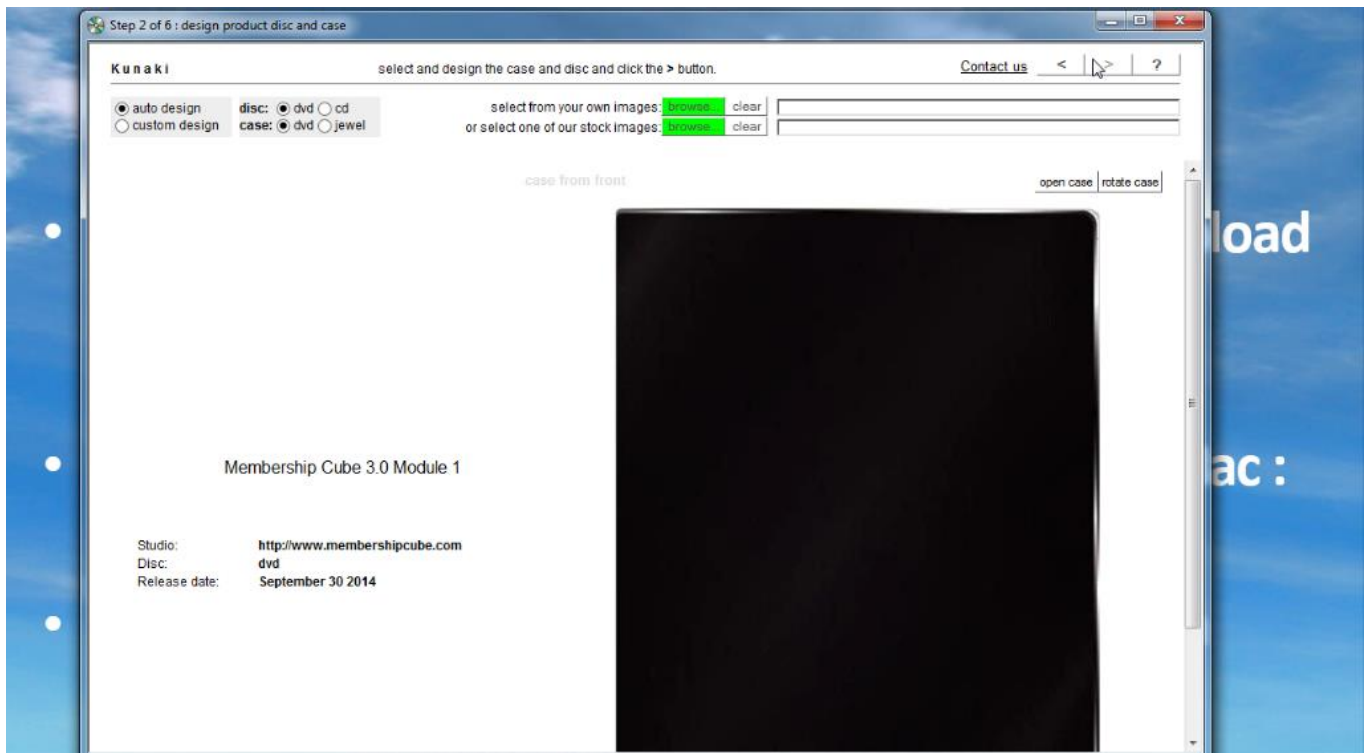 Step 2 of 6 : design product disc and case
Kunaki select and design the case and disc and click the > button. Contact us < > ?
auto design disc: dvd cd select from your own images: browse... clear
custom design case: dvd jewel or select one of our stock images: browse... clear
case from front open case rotate case
load
Membership Cube 3.0 Module 1
ac :
Studio: http://www.membershipcube.com
Disc: dvd
Release date: September 30 2014